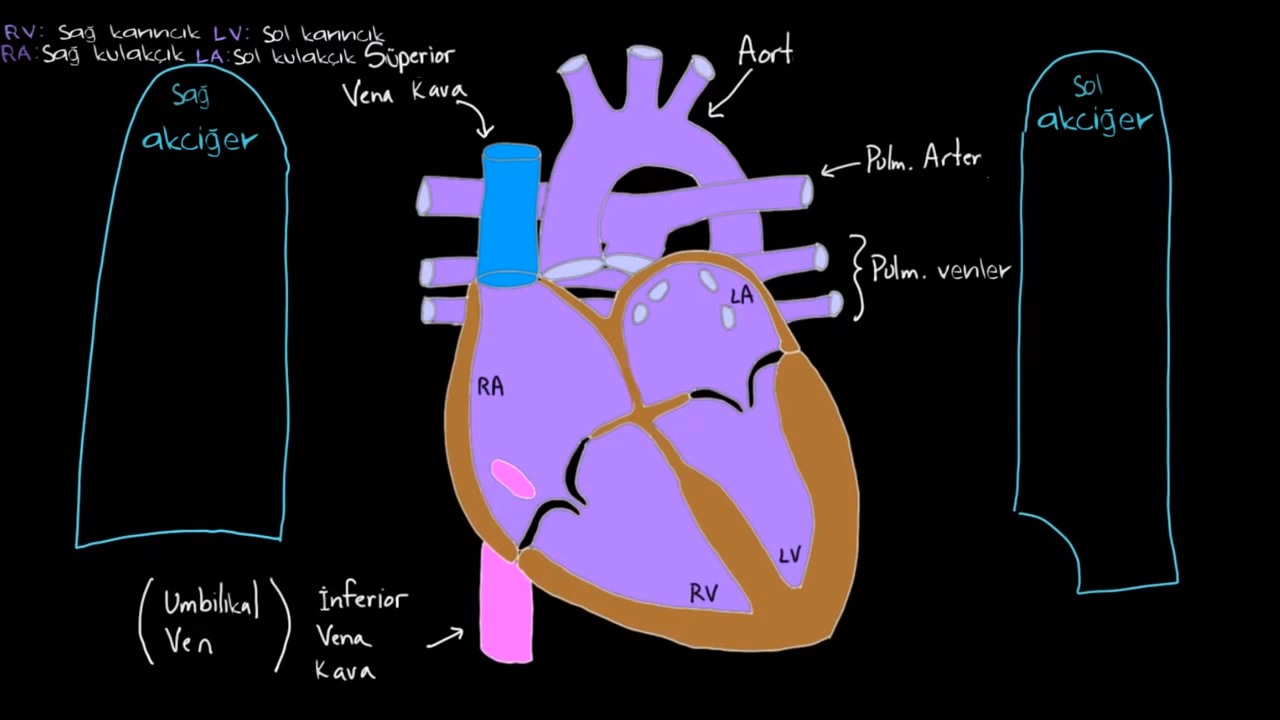 RV: Sağ karıncık LV: Sol karıncık
RA: Sağ kulakçık LA: Sol kulakçık
Süperior
Vena Kava
Aort
Sağ
akciğer
Sol
akciğer
Pulm. Arter
Pulm. venler
LA
RA
LV
RV
(Umbilikal
Ven)
İnferior
Vena
Kava